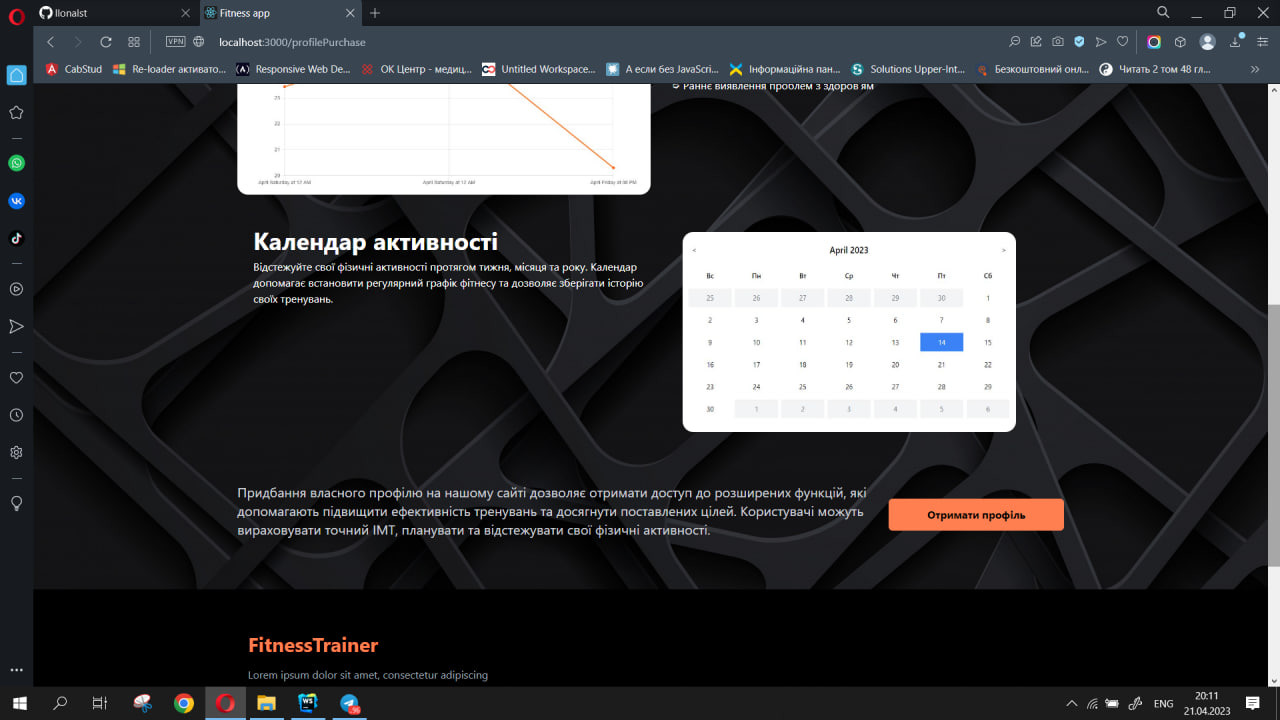 Ilonalst
Fitness app
VPN
localhost:3000/profilePurchase
CabStud
Re-loader активато...
Responsive Web De...
ОК Центр - медиц...
Untitled Workspace...
А если без JavaScri...
Інформаційна пан...
Solutions Upper-Int...
Безкоштовний онл...
Читать 2 том 48 гл...
Раннє виявлення проблем з здоров'ям
23
22
21
20
April Saturday at 12 AM
April Saturday at 12 AM
April Friday at 08 PM
Календар активності
Відстежуйте свої фізичні активності протягом тижня, місяця та року. Календар
допомагає встановити регулярний графік фітнесу та дозволяє зберігати історію
своїх тренувань.
< April 2023 >
Вс Пн Вт Ср Чт Пт Сб
25 26 27 28 29 30 1
2 3 4 5 6 7 8
9 10 11 12 13 14 15
16 17 18 19 20 21 22
23 24 25 26 27 28 29
30 1 2 3 4 5 6
Придбання власного профілю на нашому сайті дозволяє отримати доступ до розширених функцій, які
допомагають підвищити ефективність тренувань та досягнути поставлених цілей. Користувачі можуть
вираховувати точний ІМТ, планувати та відстежувати свої фізичні активності.
Отримати профіль
FitnessTrainer
Lorem ipsum dolor sit amet, consectetur adipiscing
WS
96
ENG
20:11
21.04.2023